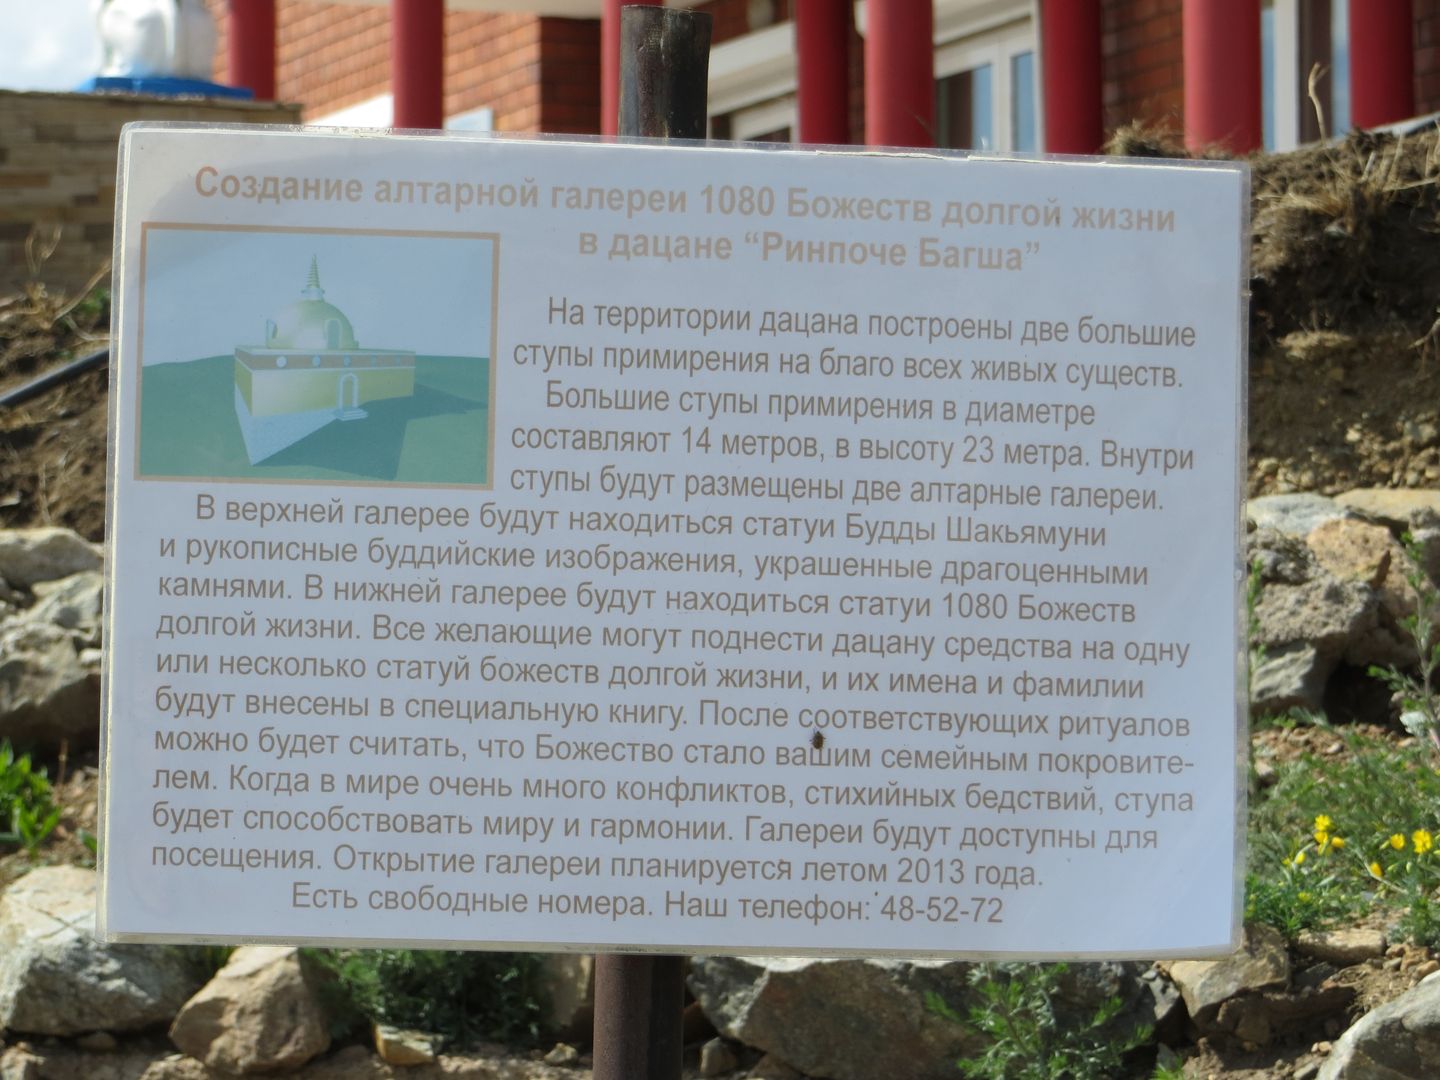 Создание алтарной галереи 1080 Божеств долгой жизни
в дацане “Ринпоче Багша”
На территории дацана построены две большие
ступы примирения на благо всех живых существ.
Большие ступы примирения в диаметре
составляют 14 метров, в высоту 23 метра. Внутри
ступы будут размещены две алтарные галереи.
В верхней галерее будут находиться статуи Будды Шакьямуни
и рукописные буддийские изображения, украшенные драгоценными
камнями. В нижней галерее будут находиться статуи 1080 Божеств
долгой жизни. Все желающие могут поднести дацану средства на одну
или несколько статуй божеств долгой жизни, и их имена и фамилии
будут внесены в специальную книгу. После соответствующих ритуалов
можно будет считать, что Божество стало вашим семейным покровите-
лем. Когда в мире очень много конфликтов, стихийных бедствий, ступа
будет способствовать миру и гармонии. Галереи будут доступны для
посещения. Открытие галереи планируется летом 2013 года.
Есть свободные номера. Наш телефон: 48-52-72